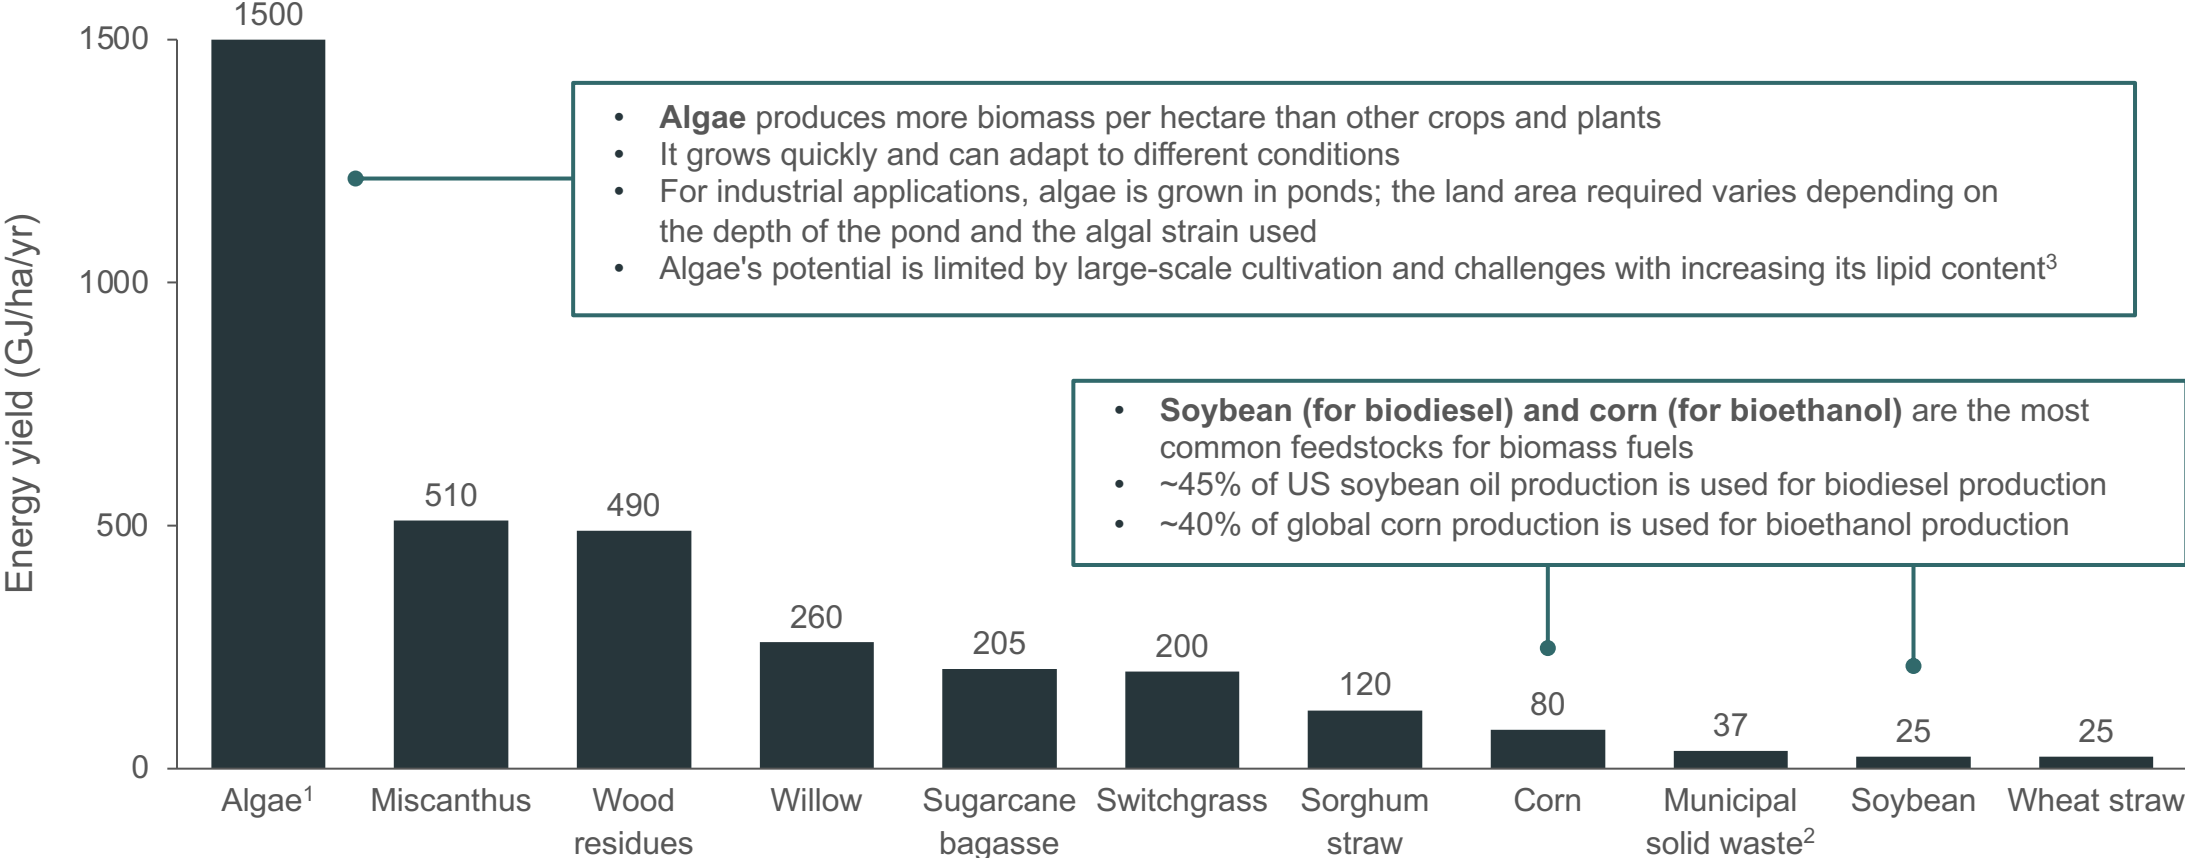 1500
1500
• Algae produces more biomass per hectare than other crops and plants
• It grows quickly and can adapt to different conditions
• For industrial applications, algae is grown in ponds; the land area required varies depending on
the depth of the pond and the algal strain used
• Algae's potential is limited by large-scale cultivation and challenges with increasing its lipid content³
1000
Energy yield (GJ/ha/yr)
• Soybean (for biodiesel) and corn (for bioethanol) are the most
common feedstocks for biomass fuels
• ~45% of US soybean oil production is used for biodiesel production
• ~40% of global corn production is used for bioethanol production
500
510
490
260
205
200
120
80
37
25
25
0
Algae¹
Miscanthus
Wood
residues
Willow
Sugarcane
bagasse
Switchgrass
Sorghum
straw
Corn
Municipal
solid waste²
Soybean
Wheat straw